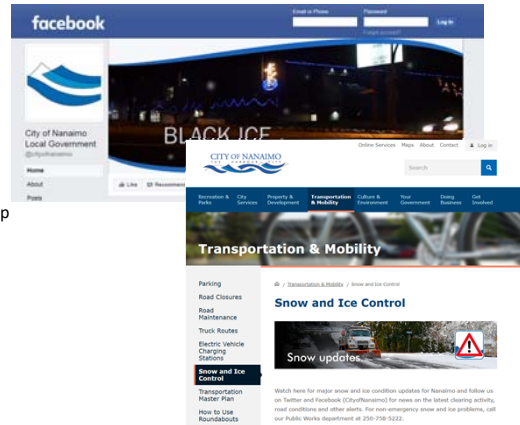 facebook
Email or Phone
Password
Log In
Forgot account?
City of Nanaimo
Local Government
@cityofnanaimo
Home
About
Posts
BLACK ICE
Like
Recommend
p
Online Services Maps About Contact Log in
CITY OF NANAIMO
THE HARBOUR CITY
Search
Recreation & Parks
City Services
Property & Development
Transportation & Mobility
Culture & Environment
Your Government
Doing Business
Get Involved
Transportation & Mobility
Parking
Road Closures
Road
Maintenance
Truck Routes
Electric Vehicle
Charging
Stations
Snow and Ice
Control
Transportation
Master Plan
How to Use
Roundabouts
/ Transportation & Mobility / Snow and Ice Control
Snow and Ice Control
Snow updates
Watch here for major snow and ice condition updates for Nanaimo and follow us
on Twitter and Facebook (CityofNanaimo) for news on the latest clearing activity,
road conditions and other alerts. For non-emergency snow and ice problems, call
our Public Works department at 250-758-5222.